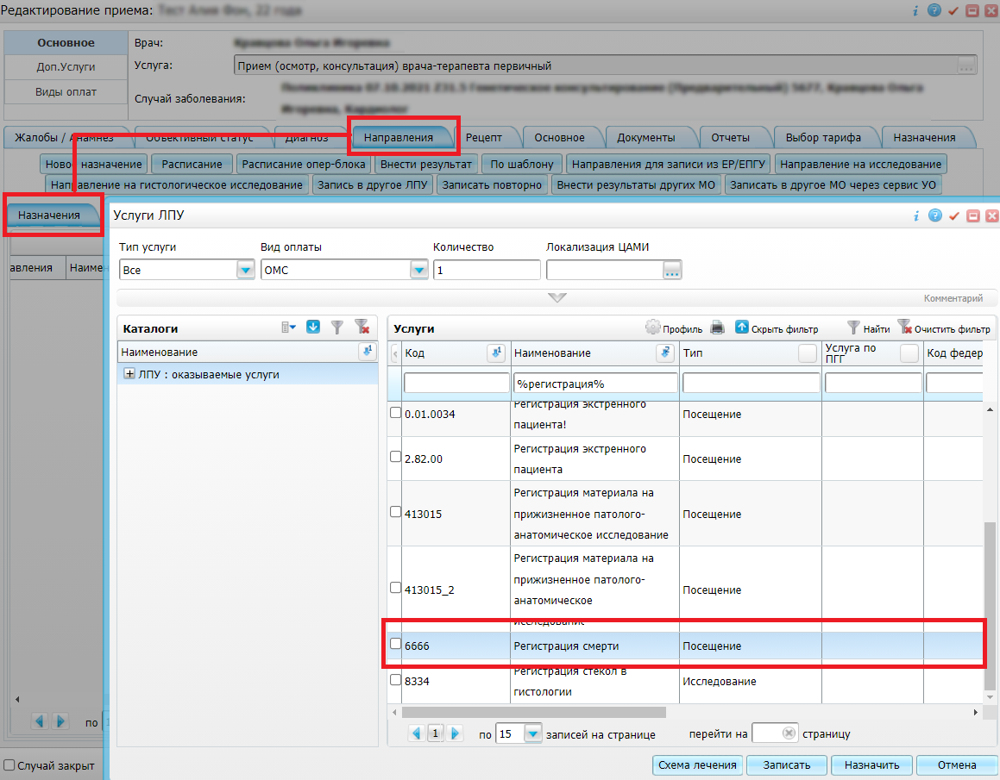 Редактирование приема:
Основное
Доп.Услуги
Виды оплат
Врач:
Услуга:
Прием (осмотр, консультация) врача-терапевта первичный
...
Случай заболевания:
Жалобы / Анамнез
Объективный статус
Диагноз
Направления
Рецепт
Основное
Документы
Отчеты
Выбор тарифа
Назначения
Новое назначение
Расписание
Расписание опер-блока
Внести результат
По шаблону
Направления для записи из ЕР/ЕПГУ
Направление на исследование
Направление на гистологическое исследование
Запись в другое ЛПУ
Записать повторно
Внести результаты других МО
Записать в другое МО через сервис УО
Назначения
авления
Наимен
по
Случай закрыт
Услуги ЛПУ
Тип услуги
Вид оплаты
Количество
Локализация ЦАМИ
Все
ОМС
1
...
Комментарий
Каталоги
Наименование
ЛПУ : оказываемые услуги
Услуги
Профиль
Скрыть фильтр
Найти
Очистить фильтр
Код
Наименование
Тип
Услуга по
ПГГ
Код федер
%регистрация%
0.01.0034
Регистрация экстренного
пациента!
Посещение
2.82.00
Регистрация экстренного
пациента
Посещение
413015
Регистрация материала на
прижизненное патолого-
анатомическое исследование
Посещение
413015_2
Регистрация материала на
прижизненное патолого-
анатомическое
исследование
Посещение
6666
Регистрация смерти
Посещение
8334
Регистрация стекол в
гистологии
Исследование
1
по
15
записей на странице
перейти на
страницу
Схема лечения
Записать
Назначить
Отмена